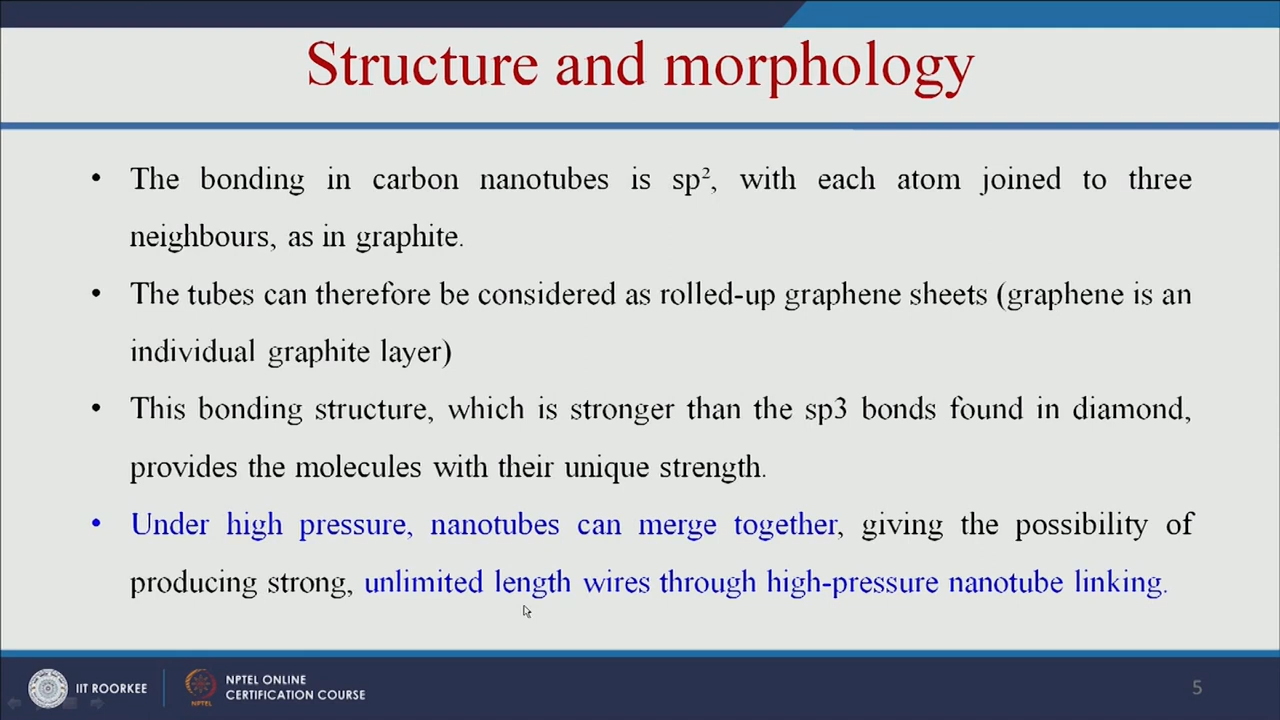 Structure and morphology
• The bonding in carbon nanotubes is sp², with each atom joined to three
neighbours, as in graphite.
• The tubes can therefore be considered as rolled-up graphene sheets (graphene is an
individual graphite layer)
• This bonding structure, which is stronger than the sp3 bonds found in diamond,
provides the molecules with their unique strength.
• Under high pressure, nanotubes can merge together, giving the possibility of
producing strong, unlimited length wires through high-pressure nanotube linking.
IIT ROORKEE
NPTEL
NPTEL ONLINE
CERTIFICATION COURSE
5